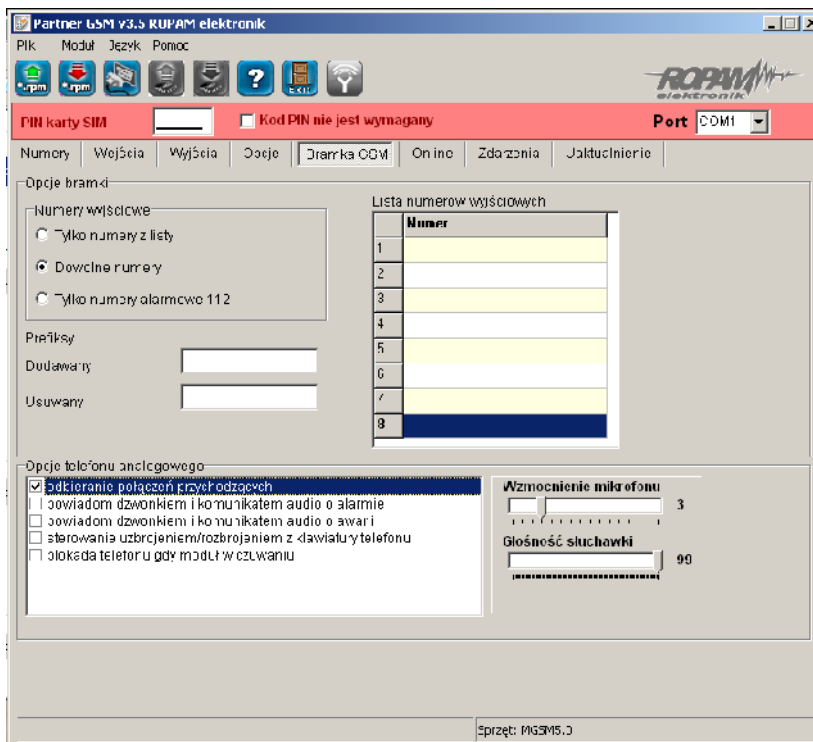 Partner GSM v3.5 ROPAM elektronik
Plik Moduł Język Pomoc
.rpm .rpm ? EXIT ROPAM elektronik
PIN karty SIM Kod PIN nie jest wymagany Port COM1
Numery Wejścia Wyjścia Opcje Bramka GSM Online Zdarzenia Uaktualnienie
Opcje bramki
Numery wyjściowe
Tylko numery z listy
Dowolne numery
Tylko numery alarmowe 112
Prefiksy
Dodawany
Usuwany
Lista numerów wyjściowych
Numer
1
2
3
4
5
6
7
8
Opcje telefonu analogowego
odbieranie połączeń przychodzących
powiadom dzwonkiem i komunikatem audio o alarmie
powiadom dzwonkiem i komunikatem audio o awarii
sterowanie uzbrojeniem/rozbrojeniem z klawiatury telefonu
blokada telefonu gdy moduł w czuwaniu
Wzmocnienie mikrofonu
3
Głośność słuchawki
99
Sprzęt: MGSM5.0